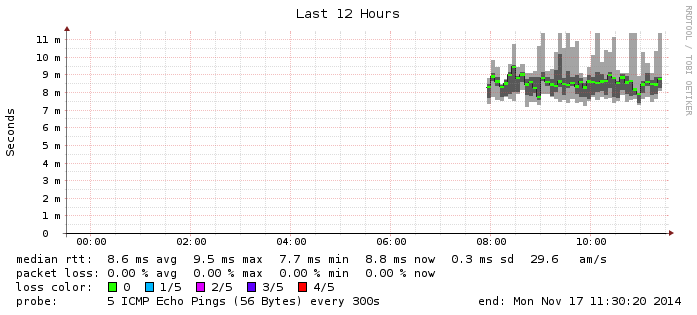 Last 12 Hours
RRDTOOL / TOBI OETIKER
Seconds
11 m
10 m
9 m
8 m
7 m
6 m
5 m
4 m
3 m
2 m
1 m
0
00:00 02:00 04:00 06:00 08:00 10:00
median rtt: 8.6 ms avg 9.5 ms max 7.7 ms min 8.8 ms now 0.3 ms sd 29.6 am/s
packet loss: 0.00 % avg 0.00 % max 0.00 % min 0.00 % now
loss color: 0 1/5 2/5 3/5 4/5
probe: 5 ICMP Echo Pings (56 Bytes) every 300s end: Mon Nov 17 11:30:20 2014